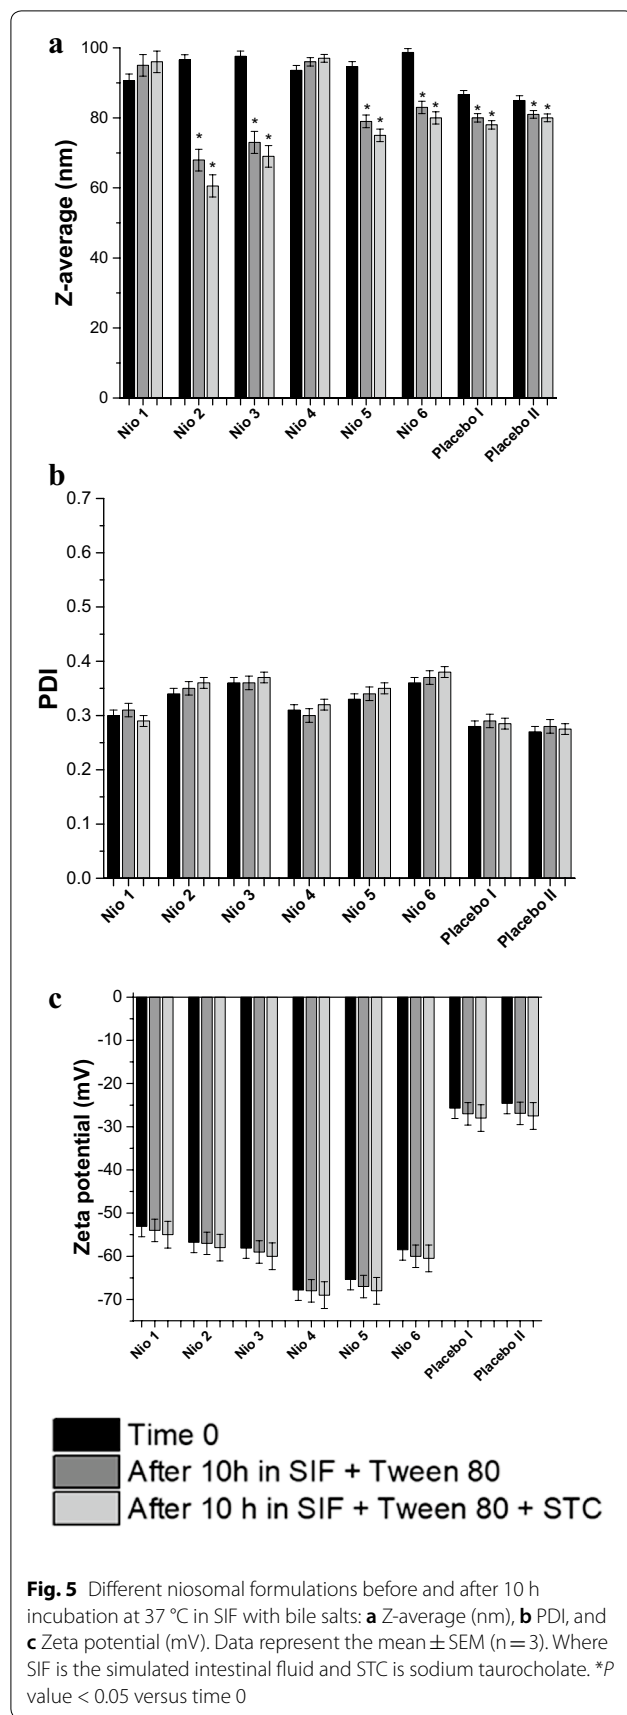 a
100
80
60
40
20
0
Z-average (nm)
* * * * * * * * * * * *
Nio 1 Nio 2 Nio 3 Nio 4 Nio 5 Nio 6 Placebo I Placebo II
b
0.7
0.6
0.5
0.4
0.3
0.2
0.1
0.0
PDI
Nio 1 Nio 2 Nio 3 Nio 4 Nio 5 Nio 6 Placebo I Placebo II
c
0
-10
-20
-30
-40
-50
-60
-70
Zeta potential (mV)
Nio 1 Nio 2 Nio 3 Nio 4 Nio 5 Nio 6 Placebo I Placebo II
Time 0
After 10h in SIF + Tween 80
After 10 h in SIF + Tween 80 + STC
Fig. 5 Different niosomal formulations before and after 10 h
incubation at 37 °C in SIF with bile salts: a Z-average (nm), b PDI, and
c Zeta potential (mV). Data represent the mean ± SEM (n = 3). Where
SIF is the simulated intestinal fluid and STC is sodium taurocholate. *P
value < 0.05 versus time 0